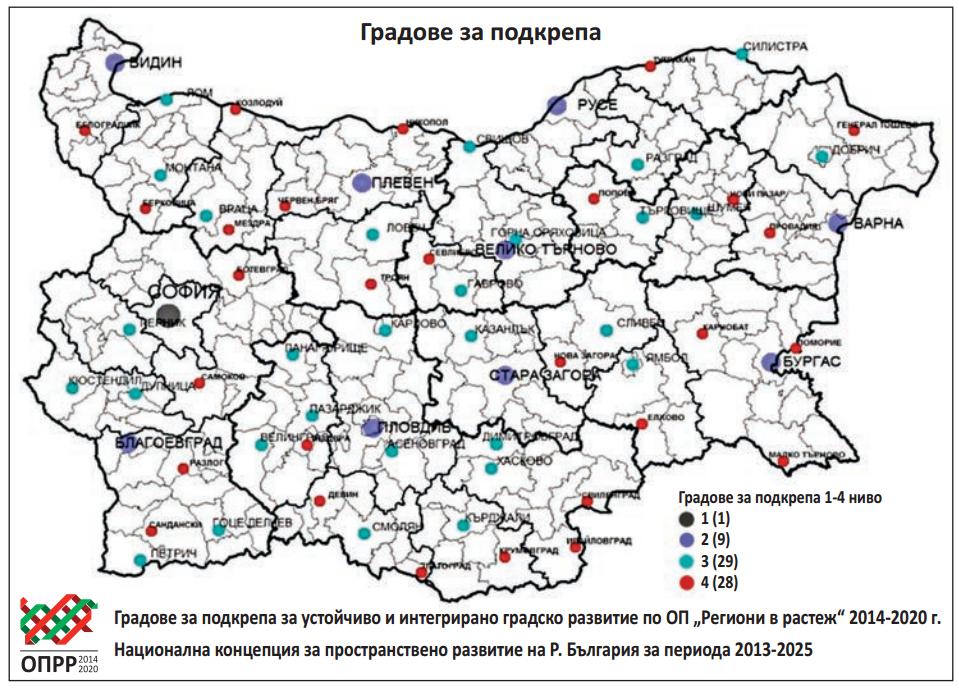 Градове за подкрепа
СИЛИСТРА
ВИДИН
ЛОМ
КОЗЛОДУЙ
РУСЕ
НИКОПОЛ
ГЕНЕРАЛ ТОШЕВО
СВИЩОВ
ДОБРИЧ
РАЗГРАД
МОНТАНА
ПЛЕВЕН
ПОПОВО
НОВИ ПАЗАР
БЕРКОВИЦА
ВРАЦА
ЧЕРВЕН БРЯГ
ТЪРГОВИЩЕ
ШУМЕН
ВАРНА
МЕЗДРА
ЛОВЕЧ
ГОРНА ОРЯХОВИЦА
ПРОВАДИЯ
ВЕЛИКО ТЪРНОВО
БОТЕВГРАД
ТРОЯН
ГАБРОВО
СОФИЯ
ПЕРНИК
КАРЛОВО
КАЗАНЛЪК
СЛИВЕН
КАРНОБАТ
ПОМОРИЕ
НОВА ЗАГОРА
ЯМБОЛ
БУРГАС
СТАРА ЗАГОРА
КЮСТЕНДИЛ
ДУПНИЦА
САМОКОВ
ПАЗАРДЖИК
ПЛОВДИВ
ЕЛХОВО
БЛАГОЕВГРАД
АСЕНОВГРАД
ДИМИТРОВГРАД
МАЛКО ТЪРНОВО
РАЗЛОГ
ХАСКОВО
ДЕВИН
СВИЛЕНГРАД
САНДАНСКИ
ГОЦЕ ДЕЛЧЕВ
СМОЛЯН
КЪРДЖАЛИ
ИВАЙЛОВГРАД
ПЕТРИЧ
КРУМОВГРАД
ЗЛАТОГРАД
Градове за подкрепа 1-4 ниво
1 (1)
2 (9)
3 (29)
4 (28)
Градове за подкрепа за устойчиво и интегрирано градско развитие по ОП „Региони в растеж“ 2014-2020 г.
Национална концепция за пространствено развитие на Р. България за периода 2013-2025
ОПРР 2014
2020